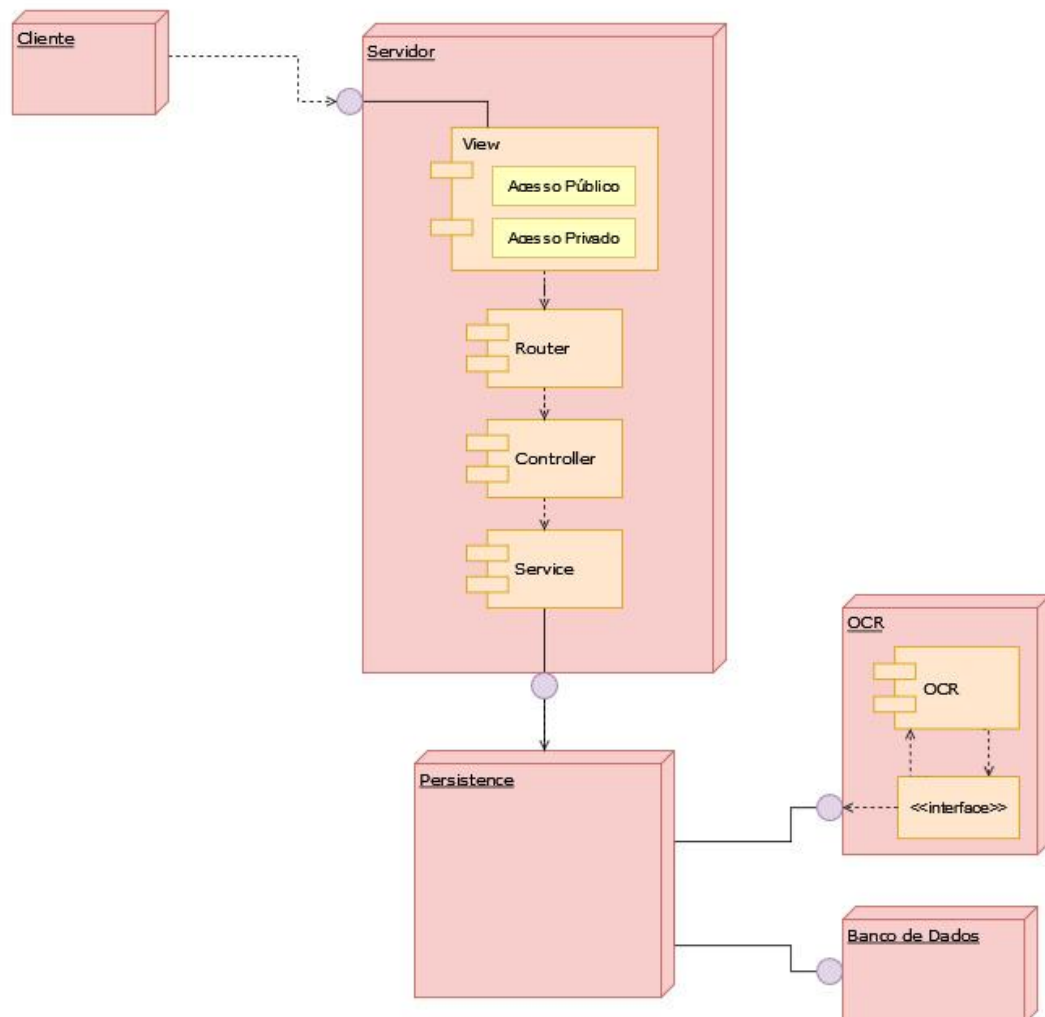 Cliente
Servidor
View
Acesso Público
Acesso Privado
Router
Controller
Service
OCR
OCR
<<interface>>
Persistence
Banco de Dados